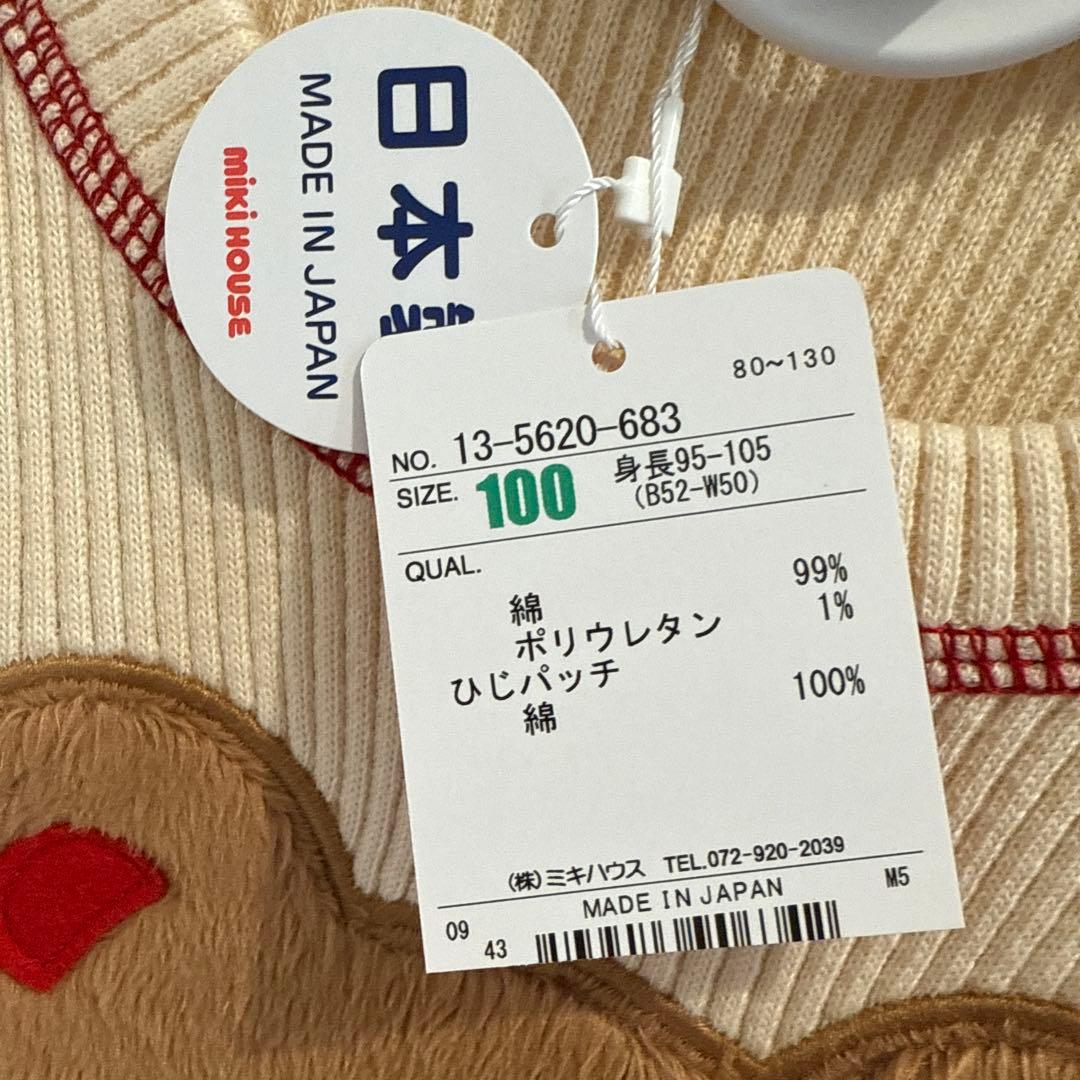 日本製
MADE IN JAPAN
miki HOUSE
80~130
NO. 13-5620-683
SIZE. 100 身長95-105
(B52-W50)
QUAL.
綿 99%
ポリウレタン 1%
ひじパッチ
綿 100%
(株)ミキハウス TEL.072-920-2039
MADE IN JAPAN M5
09
43